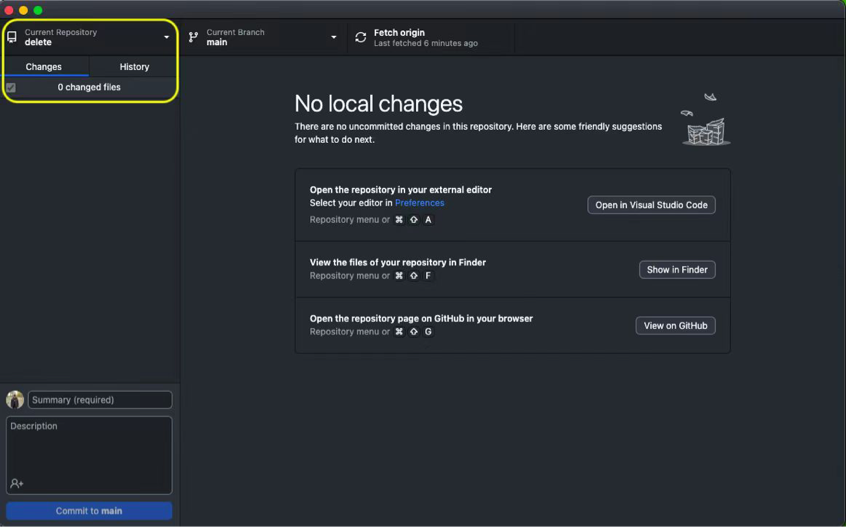 Current Repository
delete
Current Branch
main
Fetch origin
Last fetched 6 minutes ago
Changes
History
0 changed files
No local changes
There are no uncommitted changes in this repository. Here are some friendly suggestions
for what to do next.
Open the repository in your external editor
Select your editor in Preferences
Repository menu or ⌘ ⇧ A
Open in Visual Studio Code
View the files of your repository in Finder
Repository menu or ⌘ ⇧ F
Show in Finder
Open the repository page on GitHub in your browser
Repository menu or ⌘ ⇧ G
View on GitHub
Summary (required)
Description
Commit to main